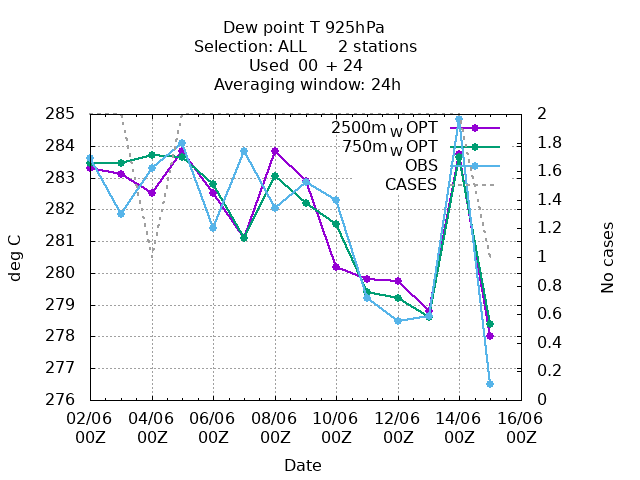 Dew point T 925hPa
Selection: ALL 2 stations
Used 00 + 24
Averaging window: 24h
2500m_W OPT
750m_W OPT
OBS
CASES
285
284
283
282
281
280
279
278
277
276
deg C
2
1.8
1.6
1.4
1.2
1
0.8
0.6
0.4
0.2
0
No cases
02/06 04/06 06/06 08/06 10/06 12/06 14/06 16/06
00Z 00Z 00Z 00Z 00Z 00Z 00Z 00Z
Date